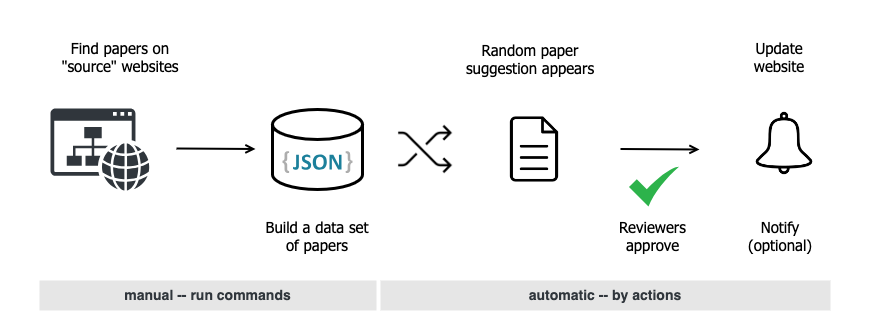 Find papers on
"source" websites
{JSON}
Build a data set
of papers
Random paper
suggestion appears
Reviewers
approve
Update
website
Notify
(optional)
manual -- run commands
automatic -- by actions